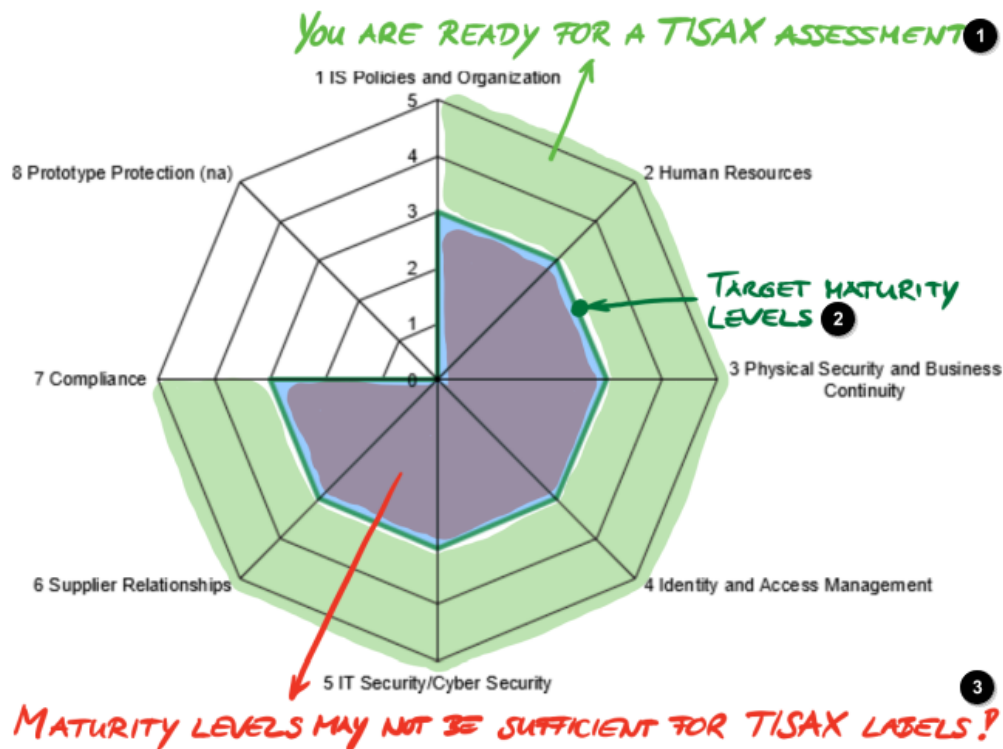 YOU ARE READY FOR A TISAX ASSESSMENT 1
1 IS Policies and Organization
5
4
3
2
1
0
8 Prototype Protection (na)
2 Human Resources
TARGET MATURITY
LEVELS 2
7 Compliance
3 Physical Security and Business
Continuity
6 Supplier Relationships
4 Identity and Access Management
5 IT Security/Cyber Security
3
MATURITY LEVELS MAY NOT BE SUFFICIENT FOR TISAX LABELS!